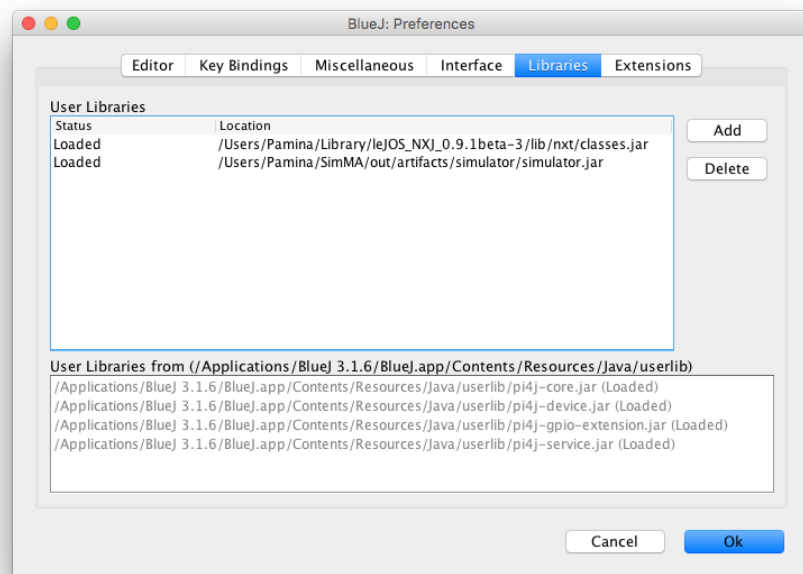 BlueJ: Preferences
Editor Key Bindings Miscellaneous Interface Libraries Extensions
User Libraries
Status Location
Loaded /Users/Pamina/Library/leJOS_NXJ_0.9.1beta-3/lib/nxt/classes.jar
Loaded /Users/Pamina/SimMA/out/artifacts/simulator/simulator.jar
Add
Delete
User Libraries from (/Applications/BlueJ 3.1.6/BlueJ.app/Contents/Resources/Java/userlib)
/Applications/BlueJ 3.1.6/BlueJ.app/Contents/Resources/Java/userlib/pi4j-core.jar (Loaded)
/Applications/BlueJ 3.1.6/BlueJ.app/Contents/Resources/Java/userlib/pi4j-device.jar (Loaded)
/Applications/BlueJ 3.1.6/BlueJ.app/Contents/Resources/Java/userlib/pi4j-gpio-extension.jar (Loaded)
/Applications/BlueJ 3.1.6/BlueJ.app/Contents/Resources/Java/userlib/pi4j-service.jar (Loaded)
Cancel Ok